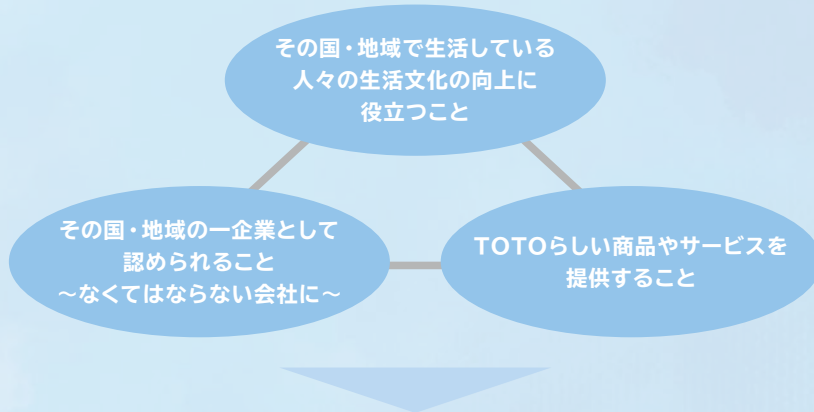 その国・地域で生活している
人々の生活文化の向上に
役立つこと
その国・地域の一企業として
認められること
～なくてはならない会社に～
TOTOらしい商品やサービスを
提供すること